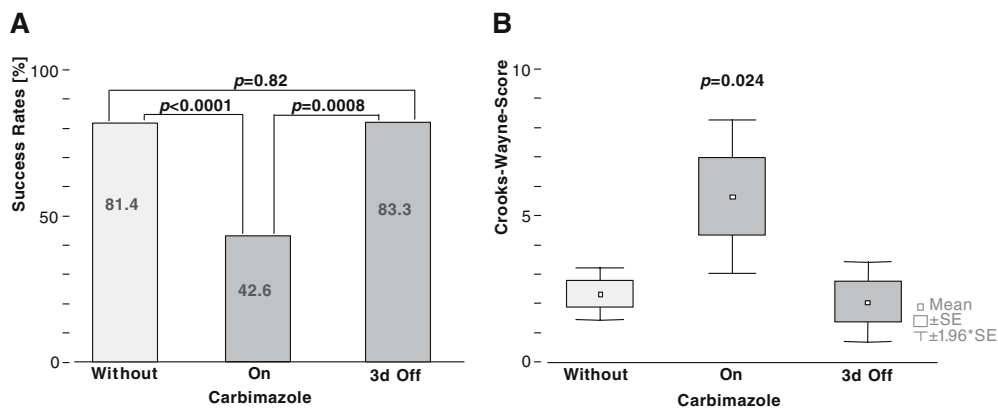 A
Success Rates [%]
100
50
0
p=0.82
p<0.0001
p=0.0008
81.4
42.6
83.3
Without
On
3d Off
Carbimazole
B
Crooks-Wayne-Score
10
5
0
p=0.024
Mean
±SE
±1.96*SE
Without
On
3d Off
Carbimazole